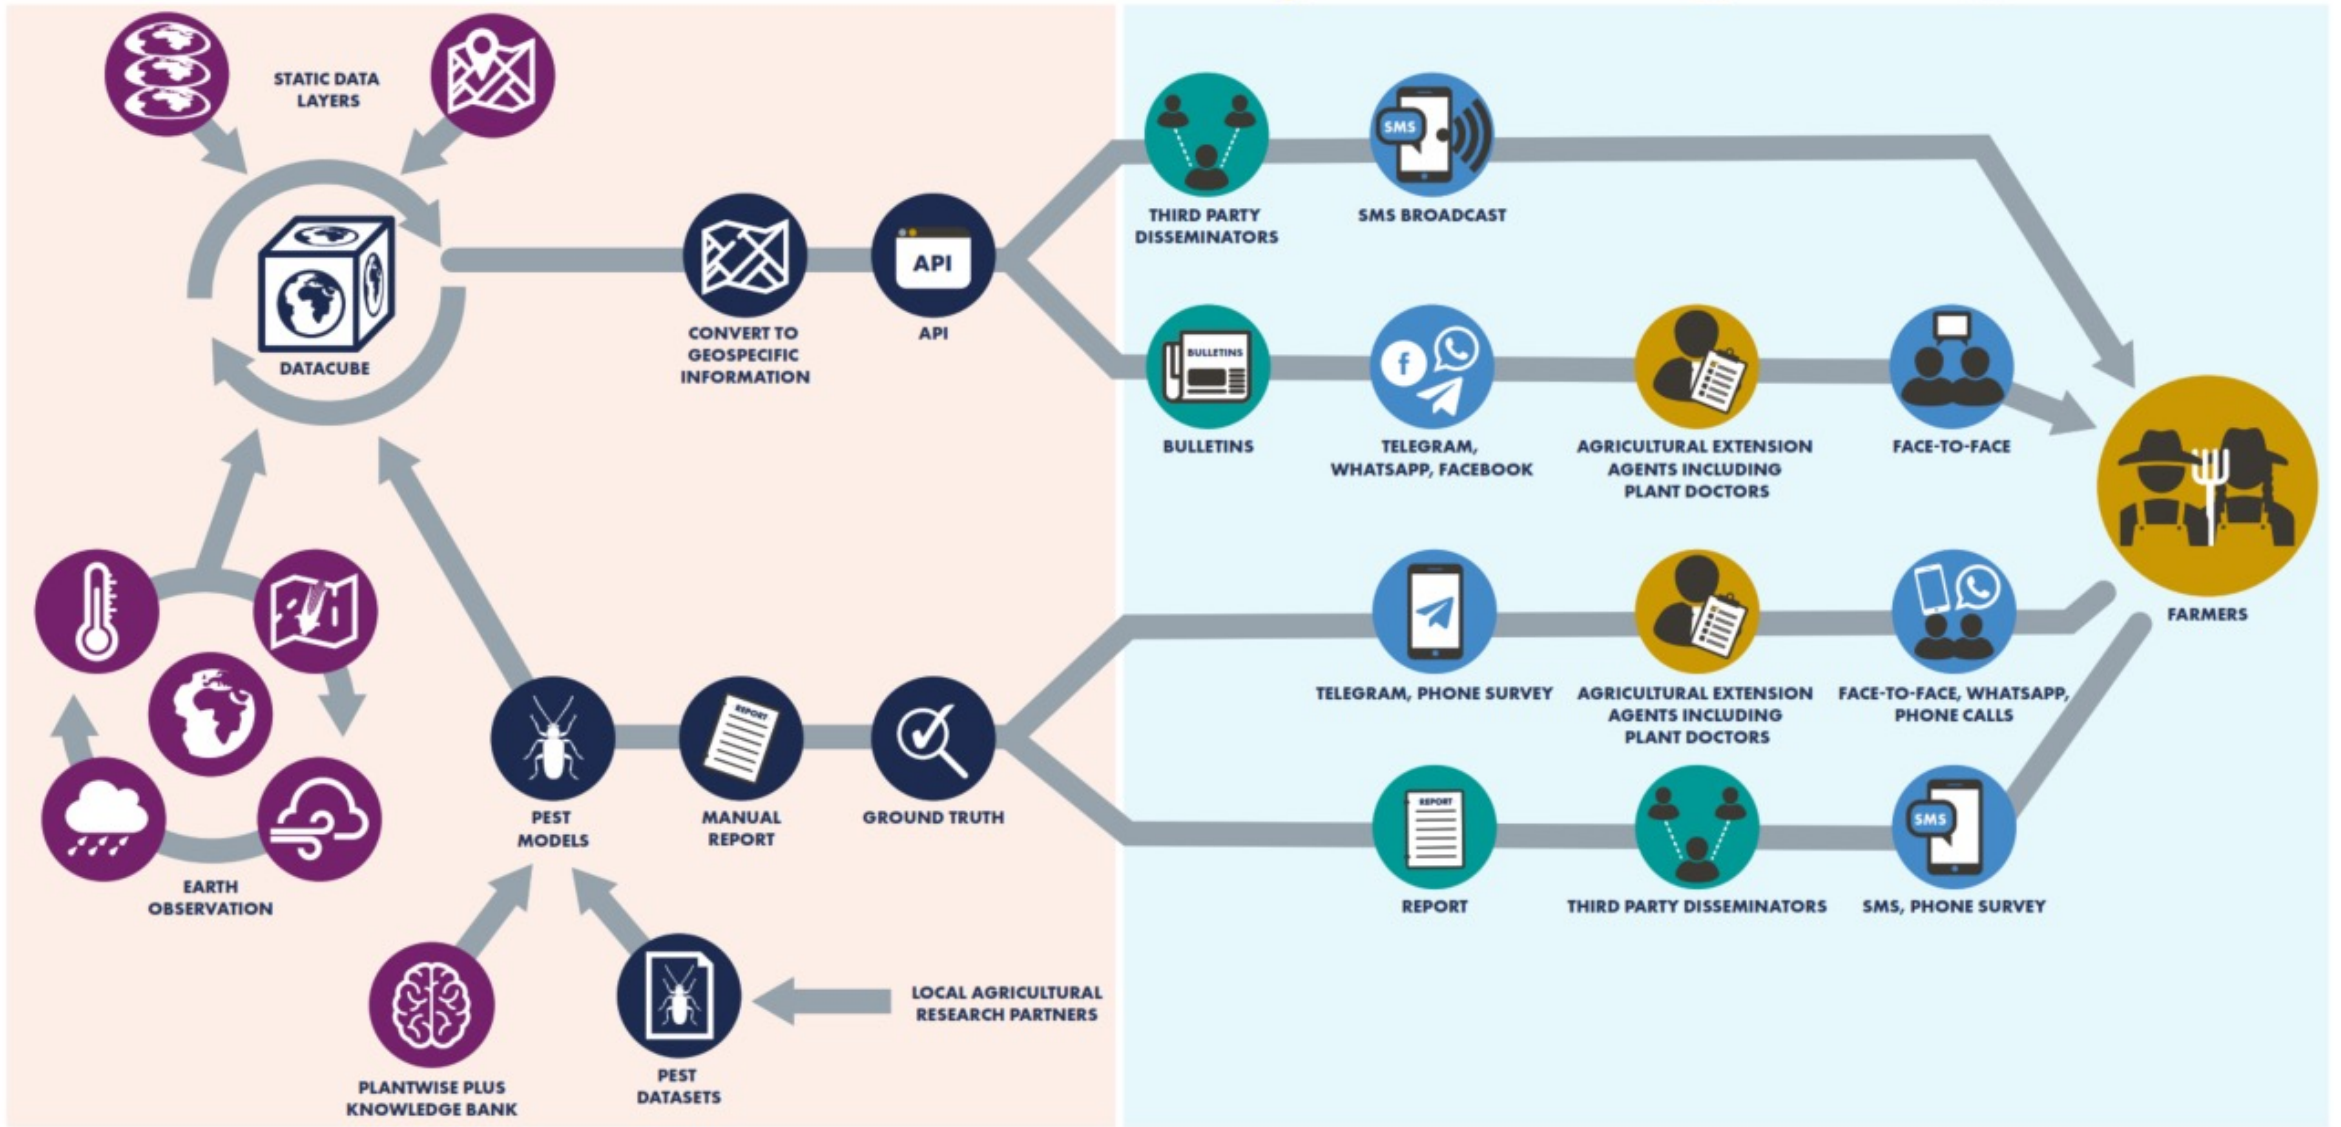 STATIC DATA
LAYERS
DATACUBE
CONVERT TO
GEOSPECIFIC
INFORMATION
API
API
THIRD PARTY
DISSEMINATORS
SMS
SMS BROADCAST
BULLETINS
BULLETINS
f
TELEGRAM,
WHATSAPP, FACEBOOK
AGRICULTURAL EXTENSION
AGENTS INCLUDING
PLANT DOCTORS
FACE-TO-FACE
FARMERS
EARTH
OBSERVATION
PEST
MODELS
REPORT
MANUAL
REPORT
GROUND TRUTH
TELEGRAM, PHONE SURVEY
AGRICULTURAL EXTENSION
AGENTS INCLUDING
PLANT DOCTORS
FACE-TO-FACE, WHATSAPP,
PHONE CALLS
REPORT
REPORT
THIRD PARTY DISSEMINATORS
SMS
SMS, PHONE SURVEY
PLANTWISE PLUS
KNOWLEDGE BANK
PEST
DATASETS
LOCAL AGRICULTURAL
RESEARCH PARTNERS